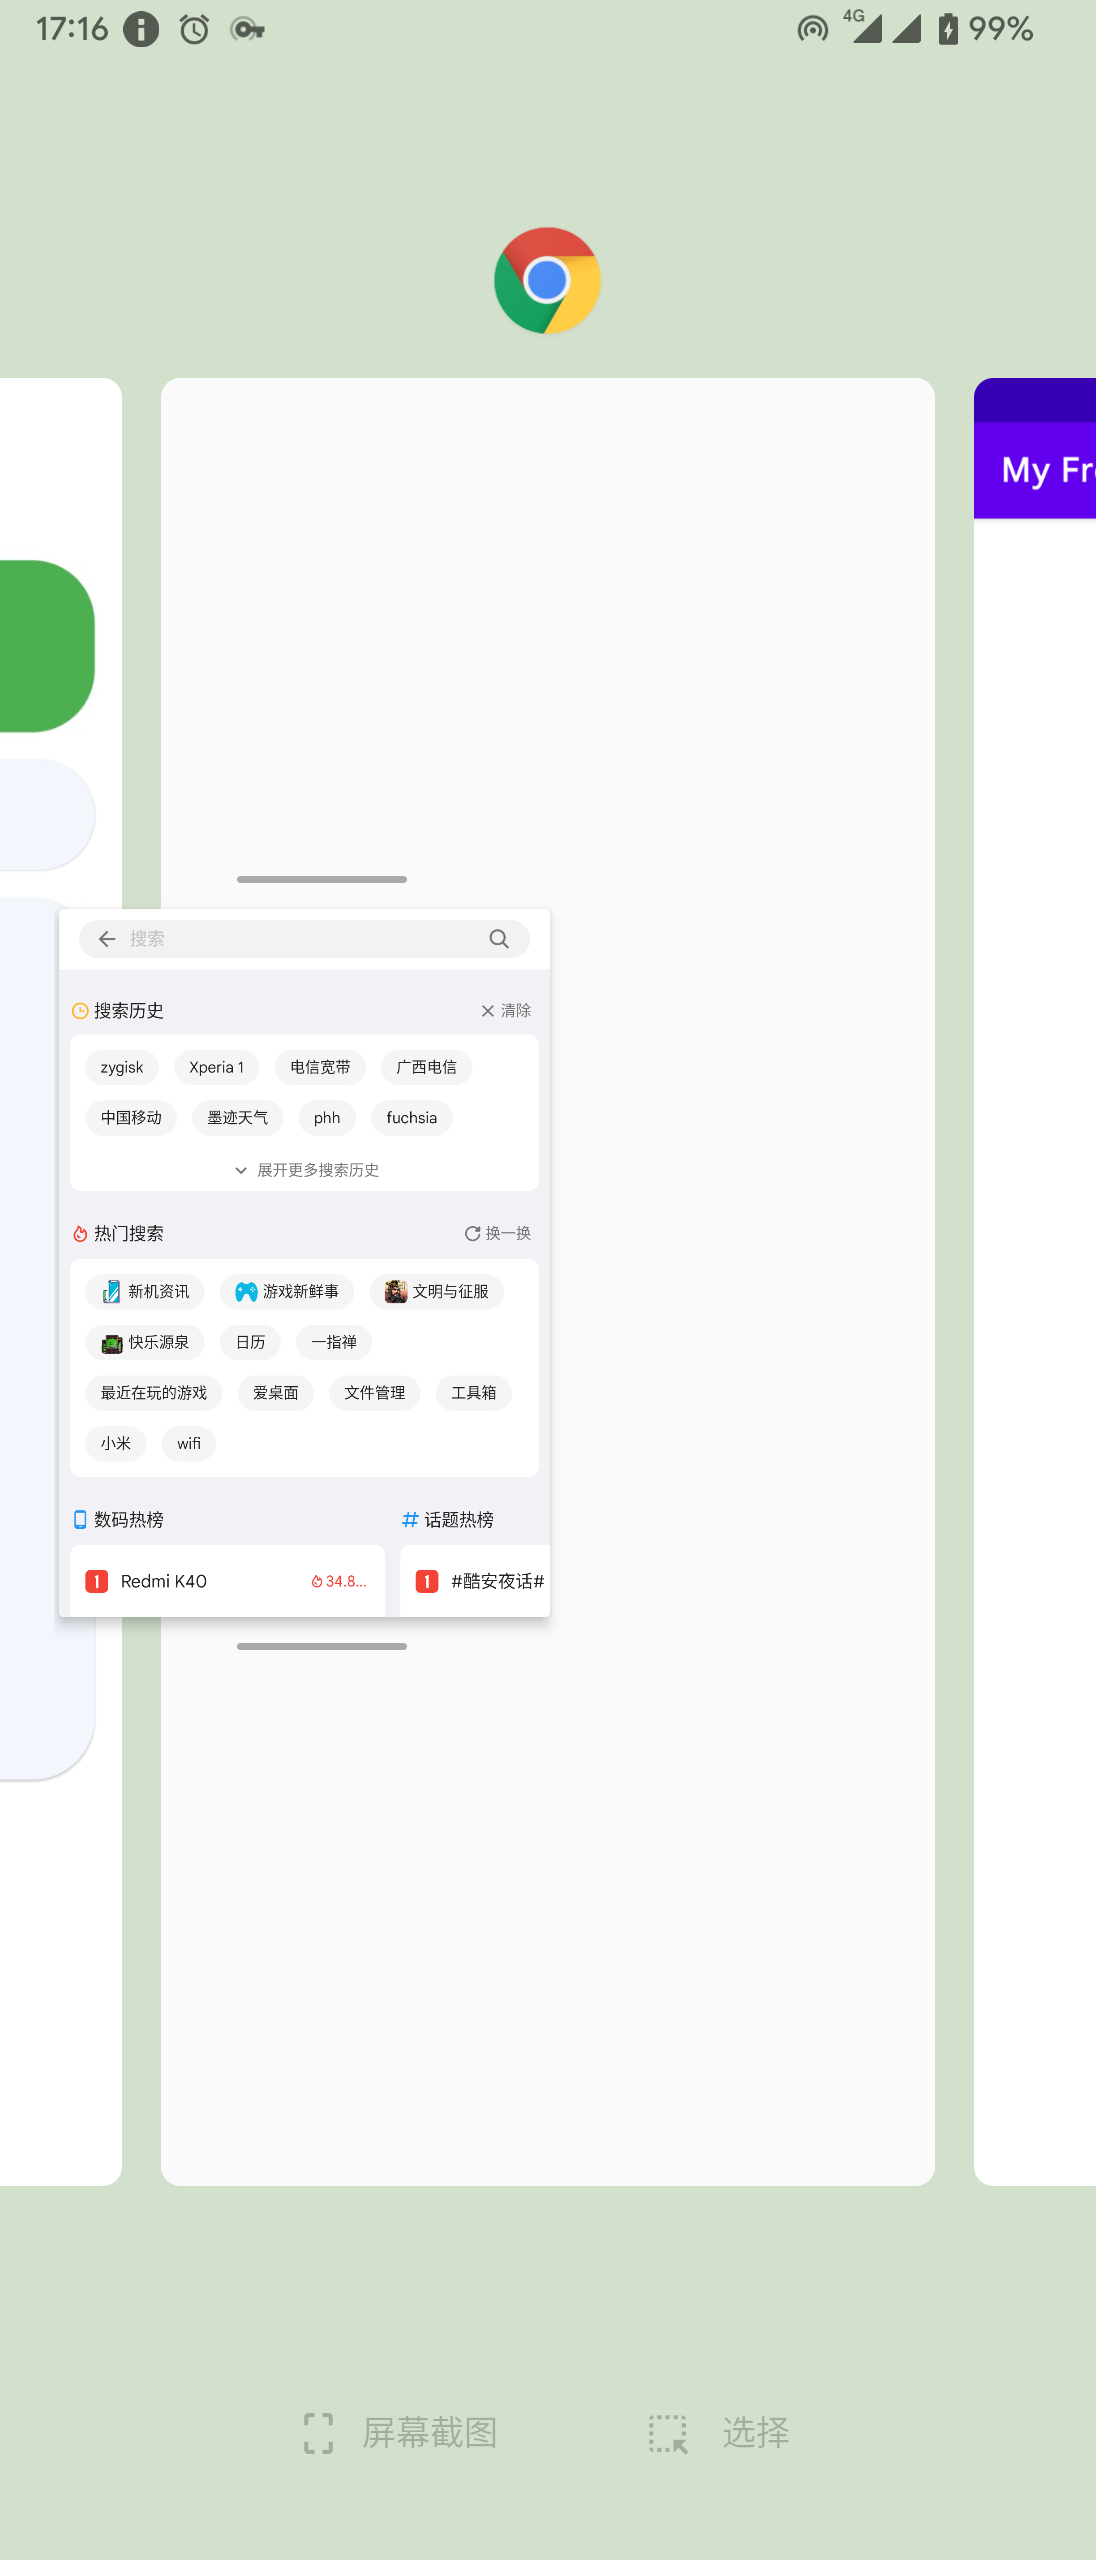 17:16 4G 99%
My Fr
搜索
搜索历史 清除
zygisk Xperia 1 电信宽带 广西电信
中国移动 墨迹天气 phh fuchsia
展开更多搜索历史
热门搜索 换一换
新机资讯 游戏新鲜事 文明与征服
快乐源泉 日历 一指禅
最近在玩的游戏 爱桌面 文件管理 工具箱
小米 wifi
数码热榜 话题热榜
1 Redmi K40 34.8... 1 #酷安夜话#
屏幕截图 选择